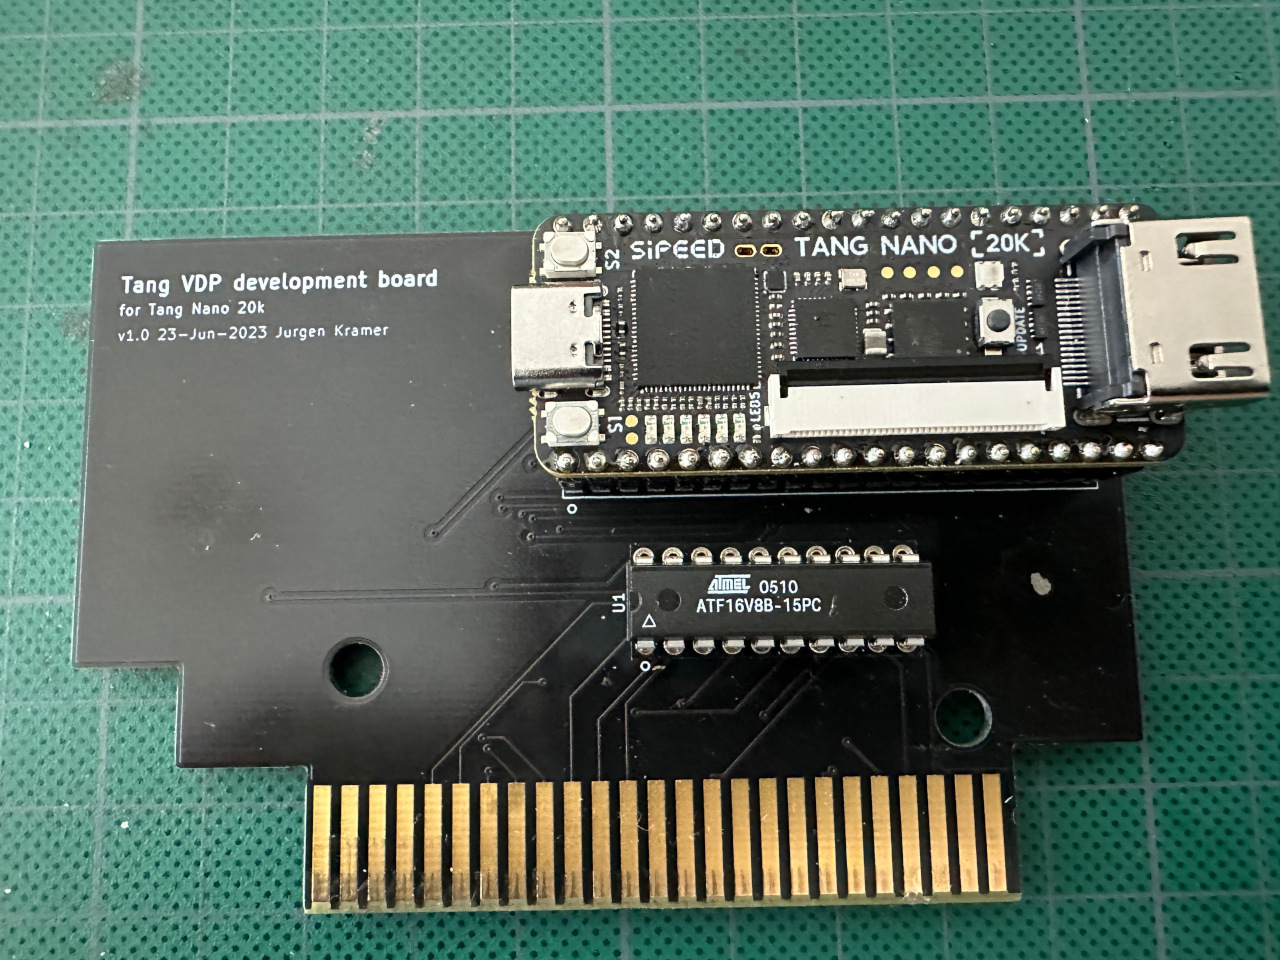 Tang VDP development board
for Tang Nano 20k
v1.0 23-Jun-2023 Jurgen Kramer
SiPEED TANG NANO [20K]
S2
UPDATE
S1
LEDS
U1
ATMEL 0510
ATF16V8B-15PC